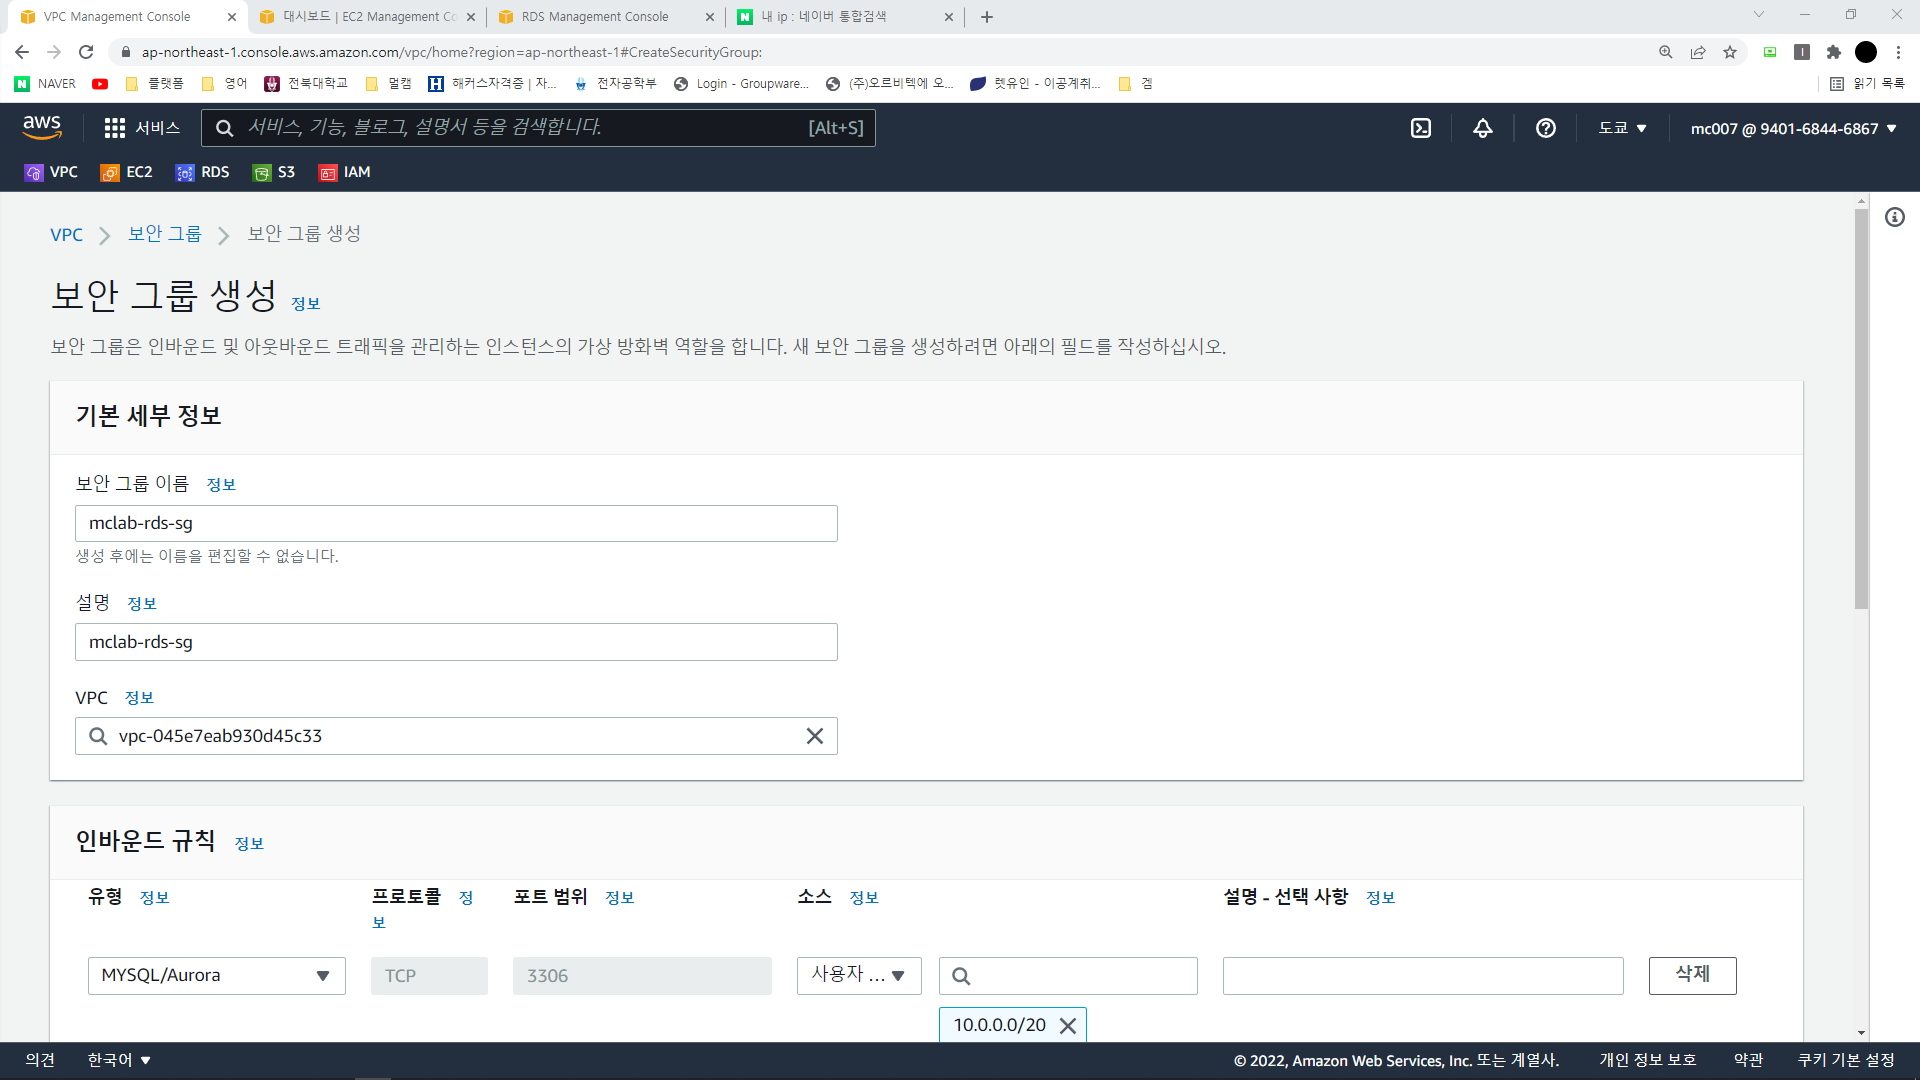 VPC Management Console
대시보드 | EC2 Management Co
RDS Management Console
내 ip : 네이버 통합검색
ap-northeast-1.console.aws.amazon.com/vpc/home?region=ap-northeast-1#CreateSecurityGroup:
NAVER 플랫폼 영어 전북대학교 멀캠 해커스자격증 | 자... 전자공학부 Login - Groupware... (주)오르비텍에 오... 렛유인 - 이공계취... 겜 읽기 목록
aws 서비스 서비스, 기능, 블로그, 설명서 등을 검색합니다. [Alt+S] 도쿄 mc007 @ 9401-6844-6867
VPC EC2 RDS S3 IAM
VPC 보안 그룹 보안 그룹 생성
보안 그룹 생성 정보
보안 그룹은 인바운드 및 아웃바운드 트래픽을 관리하는 인스턴스의 가상 방화벽 역할을 합니다. 새 보안 그룹을 생성하려면 아래의 필드를 작성하십시오.
기본 세부 정보
보안 그룹 이름 정보
mclab-rds-sg
생성 후에는 이름을 편집할 수 없습니다.
설명 정보
mclab-rds-sg
VPC 정보
vpc-045e7eab930d45c33
인바운드 규칙 정보
유형 정보 프로토콜 정보 포트 범위 정보 소스 정보 설명 - 선택 사항 정보
MYSQL/Aurora TCP 3306 사용자 ... 삭제
10.0.0.0/20
의견 한국어 © 2022, Amazon Web Services, Inc. 또는 계열사. 개인 정보 보호 약관 쿠키 기본 설정